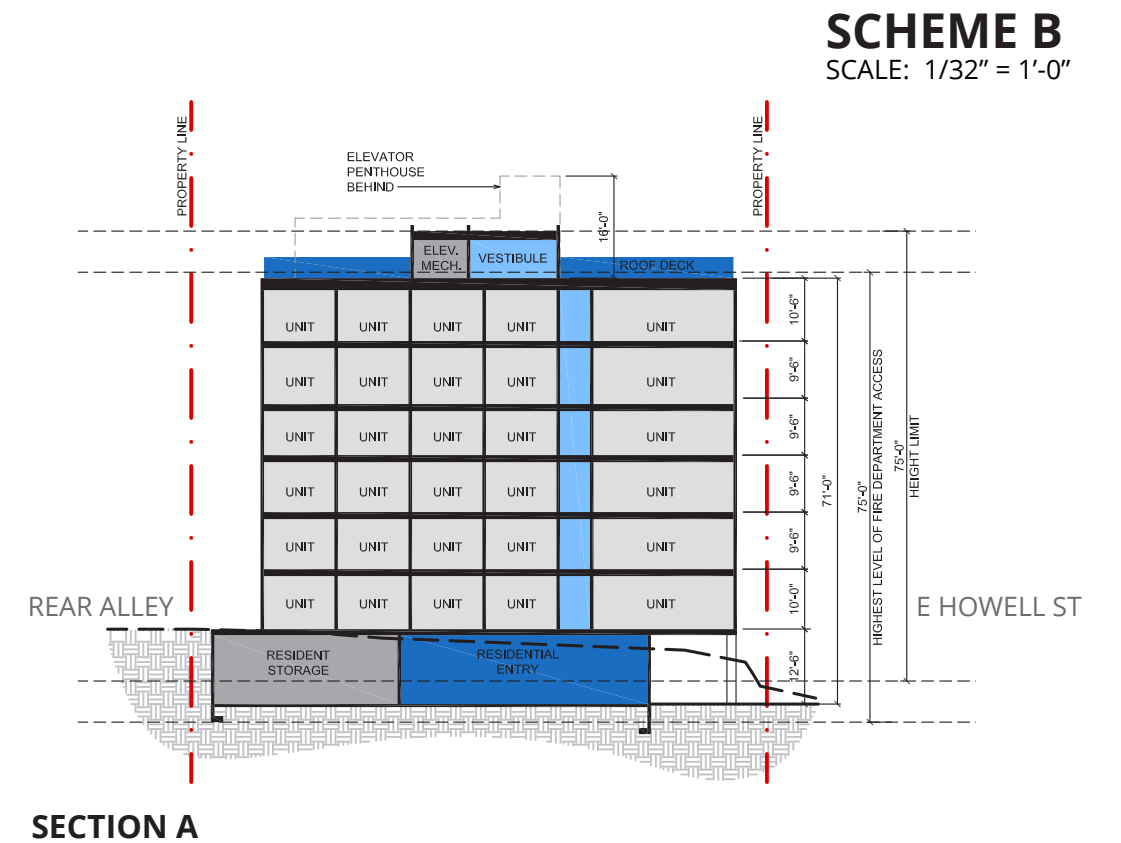 SCHEME B
SCALE: 1/32” = 1’-0”
PROPERTY LINE
PROPERTY LINE
ELEVATOR
PENTHOUSE
BEHIND
16'-0"
ELEV.
MECH.
VESTIBULE
ROOF DECK
UNIT UNIT UNIT UNIT UNIT
10'-6"
UNIT UNIT UNIT UNIT UNIT
9'-6"
UNIT UNIT UNIT UNIT UNIT
9'-6"
UNIT UNIT UNIT UNIT UNIT
9'-6"
UNIT UNIT UNIT UNIT UNIT
9'-6"
UNIT UNIT UNIT UNIT UNIT
10'-0"
12'-6"
71'-0"
75'-0"
HIGHEST LEVEL OF FIRE DEPARTMENT ACCESS
75'-0"
HEIGHT LIMIT
REAR ALLEY
E HOWELL ST
RESIDENT
STORAGE
RESIDENTIAL
ENTRY
SECTION A